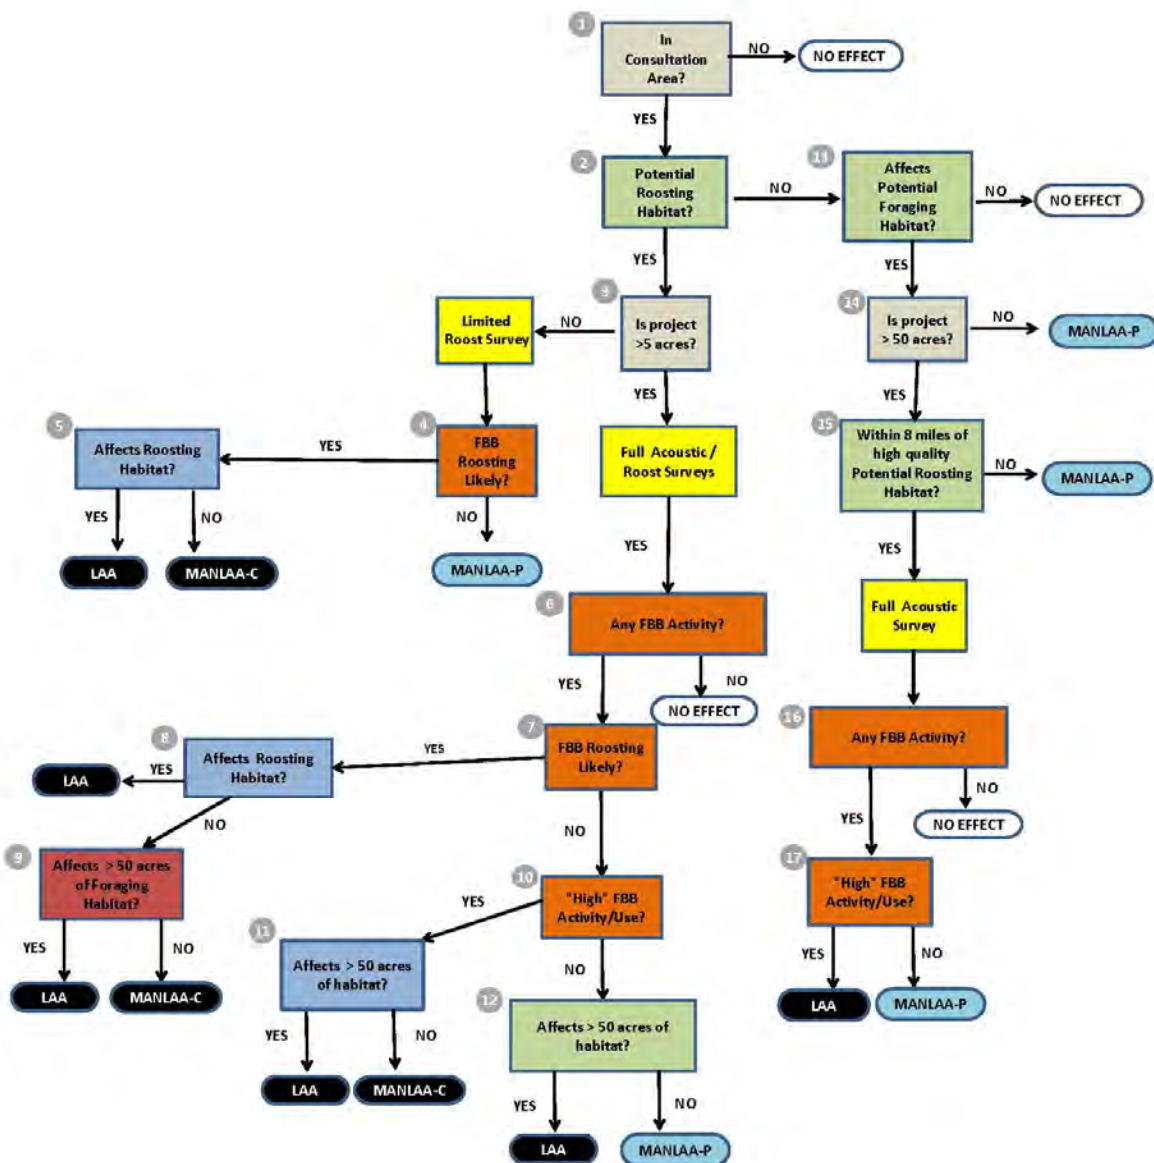 1
In
Consultation
Area?
NO
NO EFFECT
YES
2
Potential
Roosting
Habitat?
NO
13
Affects
Potential
Foraging
Habitat?
NO
NO EFFECT
YES
YES
3
Is project
>5 acres?
NO
Limited
Roost Survey
14
Is project
> 50 acres?
NO
MANLAA-P
YES
YES
5
Affects Roosting
Habitat?
YES
4
FBB
Roosting
Likely?
Full Acoustic /
Roost Surveys
15
Within 8 miles of
high quality
Potential Roosting
Habitat?
NO
MANLAA-P
YES
NO
NO
YES
YES
LAA
MANLAA-C
MANLAA-P
6
Any FBB Activity?
Full Acoustic
Survey
YES
NO
NO EFFECT
16
Any FBB Activity?
8
Affects Roosting
Habitat?
YES
7
FBB Roosting
Likely?
YES
LAA
NO
NO
YES
NO
NO EFFECT
9
Affects > 50 acres
of Foraging
Habitat?
10
"High" FBB
Activity/Use?
YES
17
"High" FBB
Activity/Use?
YES
NO
11
Affects > 50 acres
of habitat?
NO
YES
NO
LAA
MANLAA-C
LAA
MANLAA-P
12
Affects > 50 acres of
habitat?
YES
NO
LAA
MANLAA-C
YES
NO
LAA
MANLAA-P